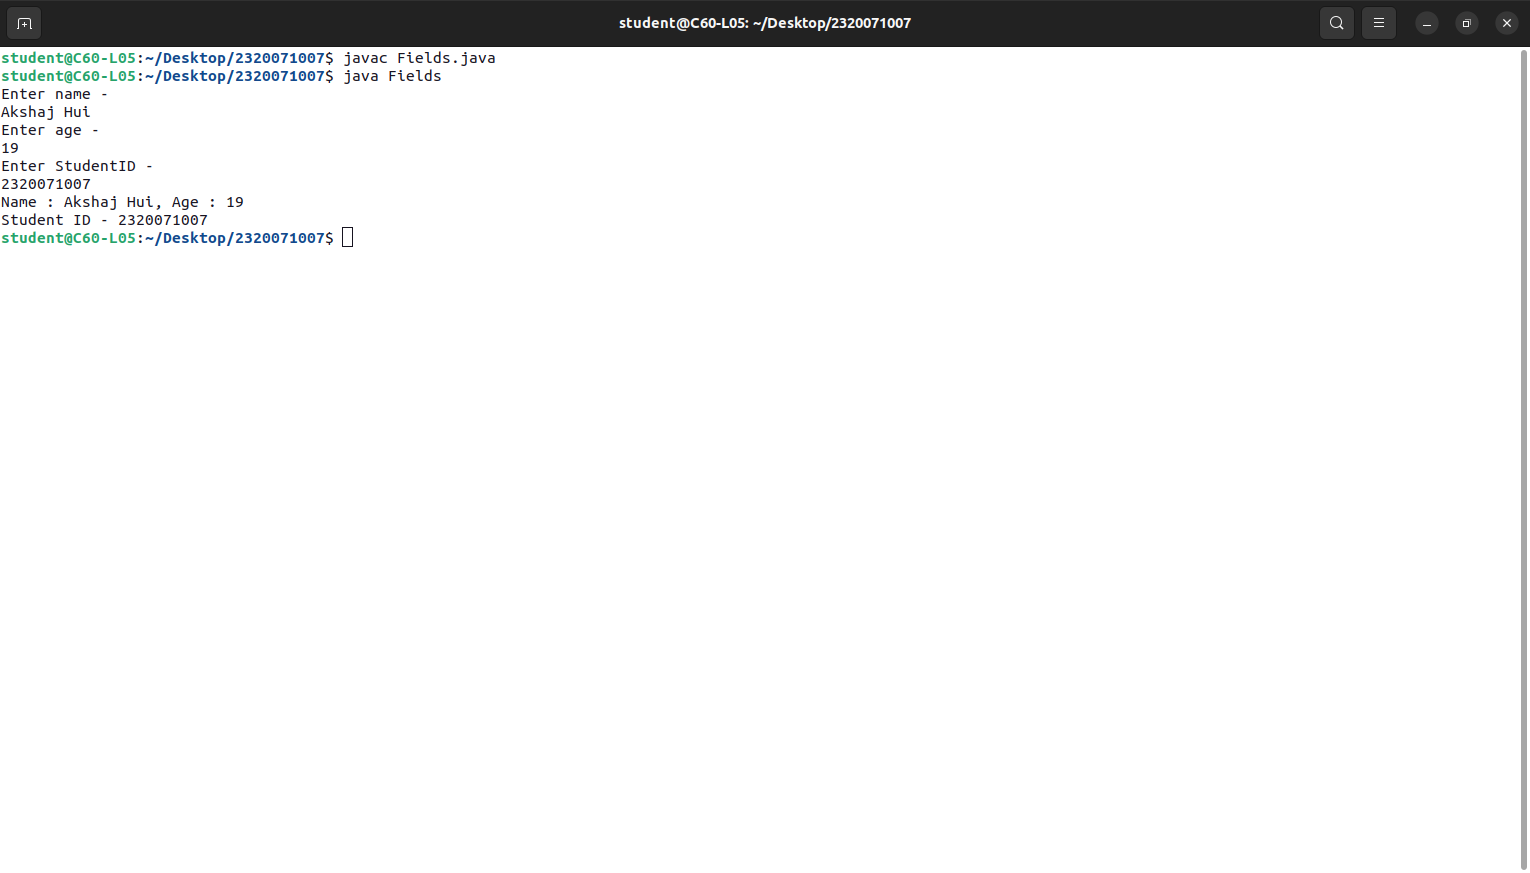 student@C60-L05: ~/Desktop/2320071007
student@C60-L05:~/Desktop/2320071007$ javac Fields.java
student@C60-L05:~/Desktop/2320071007$ java Fields
Enter name -
Akshaj Hui
Enter age -
19
Enter StudentID -
2320071007
Name : Akshaj Hui, Age : 19
Student ID - 2320071007
student@C60-L05:~/Desktop/2320071007$